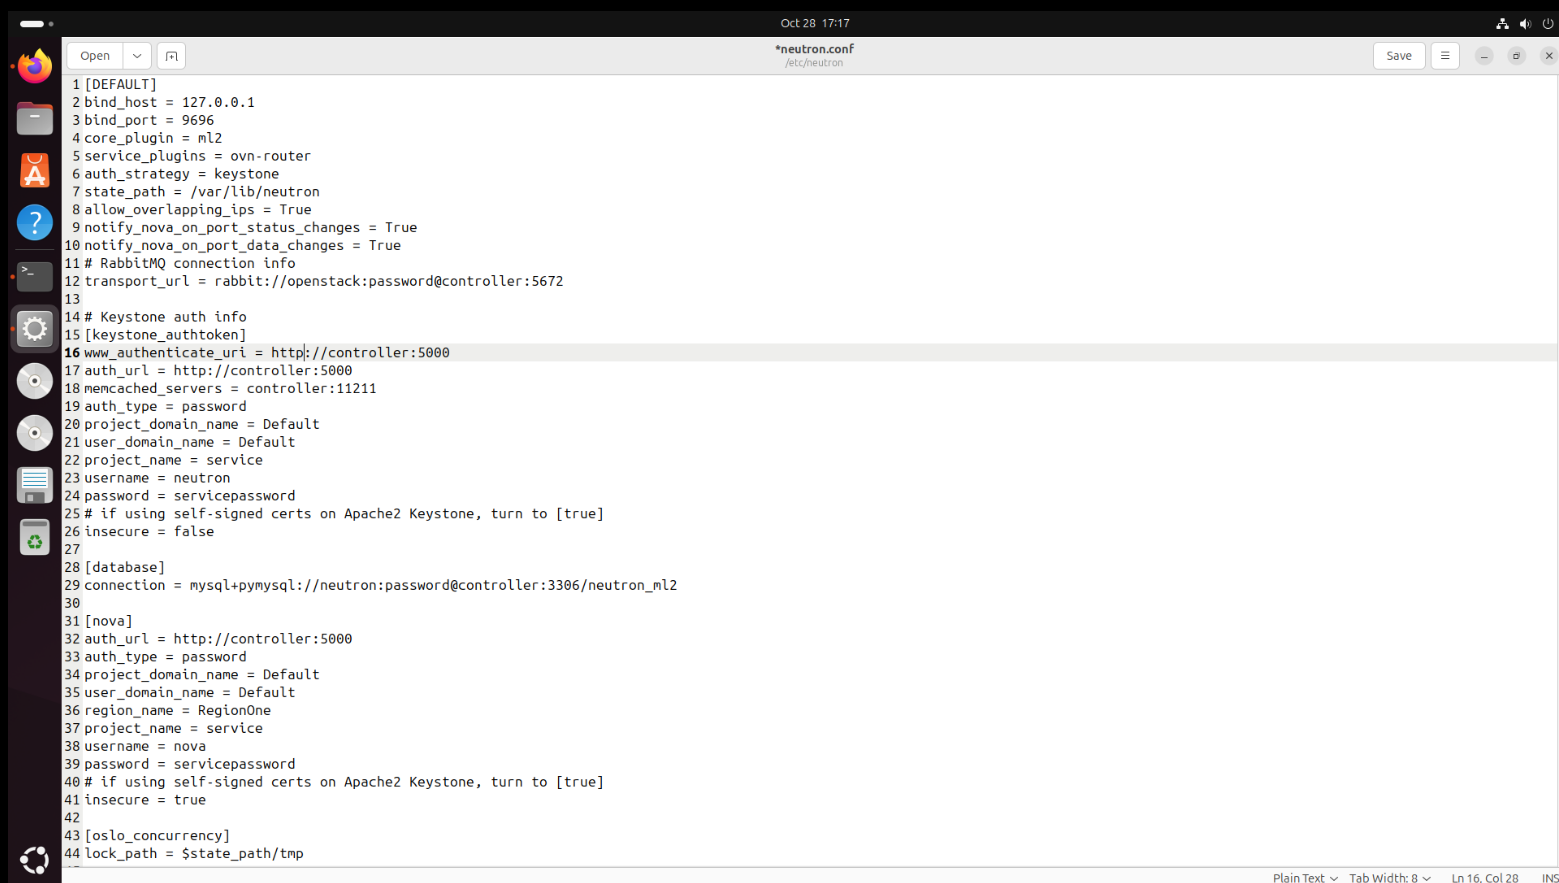 Oct 28 17:17
Open
*neutron.conf
/etc/neutron
Save
1 [DEFAULT]
2 bind_host = 127.0.0.1
3 bind_port = 9696
4 core_plugin = ml2
5 service_plugins = ovn-router
6 auth_strategy = keystone
7 state_path = /var/lib/neutron
8 allow_overlapping_ips = True
9 notify_nova_on_port_status_changes = True
10 notify_nova_on_port_data_changes = True
11 # RabbitMQ connection info
12 transport_url = rabbit://openstack:password@controller:5672
13
14 # Keystone auth info
15 [keystone_authtoken]
16 www_authenticate_uri = http://controller:5000
17 auth_url = http://controller:5000
18 memcached_servers = controller:11211
19 auth_type = password
20 project_domain_name = Default
21 user_domain_name = Default
22 project_name = service
23 username = neutron
24 password = servicepassword
25 # if using self-signed certs on Apache2 Keystone, turn to [true]
26 insecure = false
27
28 [database]
29 connection = mysql+pymysql://neutron:password@controller:3306/neutron_ml2
30
31 [nova]
32 auth_url = http://controller:5000
33 auth_type = password
34 project_domain_name = Default
35 user_domain_name = Default
36 region_name = RegionOne
37 project_name = service
38 username = nova
39 password = servicepassword
40 # if using self-signed certs on Apache2 Keystone, turn to [true]
41 insecure = true
42
43 [oslo_concurrency]
44 lock_path = $state_path/tmp
Plain Text Tab Width: 8 Ln 16, Col 28 INS